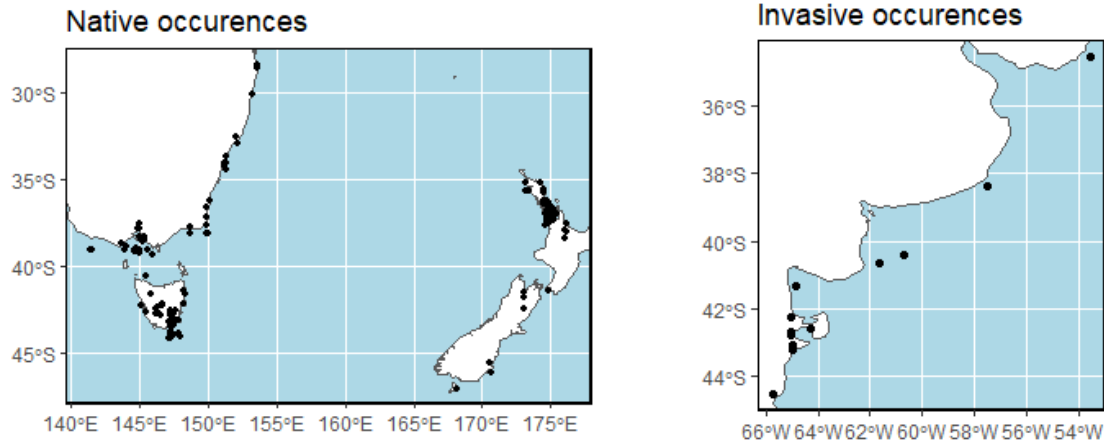 Native occurences
30°S
35°S
40°S
45°S
140°E 145°E 150°E 155°E 160°E 165°E 170°E 175°E
Invasive occurences
36°S
38°S
40°S
42°S
44°S
66°W 64°W 62°W 60°W 58°W 56°W 54°W